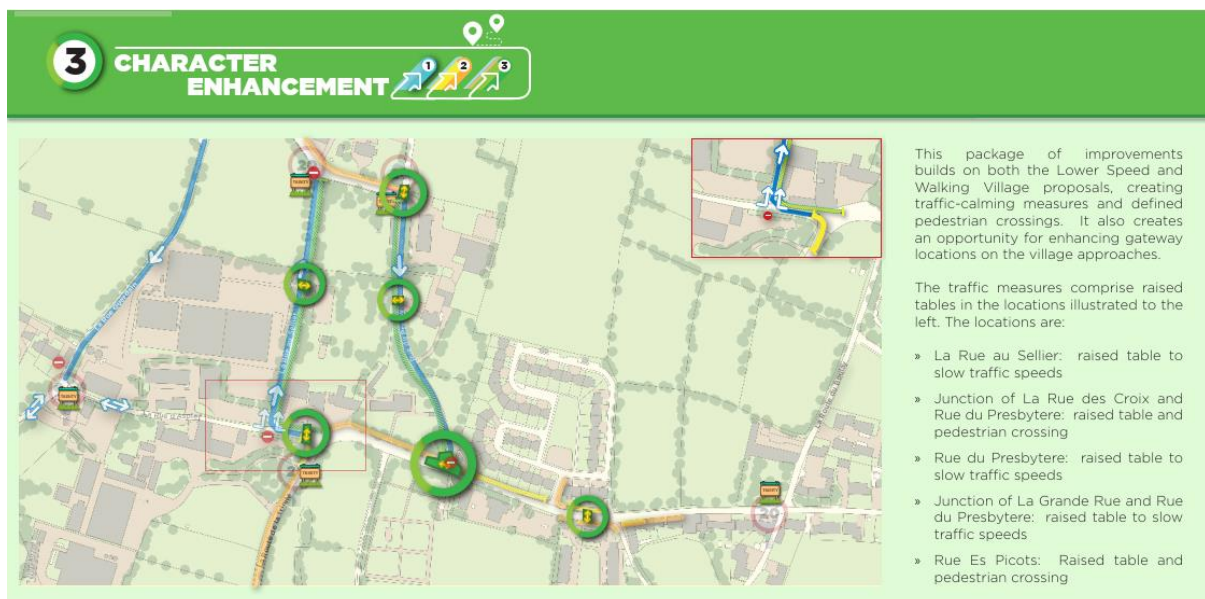 3
CHARACTER
ENHANCEMENT
1
2
3
This package of improvements
builds on both the Lower Speed and
Walking Village proposals, creating
traffic-calming measures and defined
pedestrian crossings. It also creates
an opportunity for enhancing gateway
locations on the village approaches.
The traffic measures comprise raised
tables in the locations illustrated to the
left. The locations are:
» La Rue au Sellier: raised table to
slow traffic speeds
» Junction of La Rue des Croix and
Rue du Presbytere: raised table and
pedestrian crossing
» Rue du Presbytere: raised table to
slow traffic speeds
» Junction of La Grande Rue and Rue
du Presbytere: raised table to slow
traffic speeds
» Rue Es Picots: Raised table and
pedestrian crossing
TRINITY
TRINITY
TRINITY
TRINITY
20